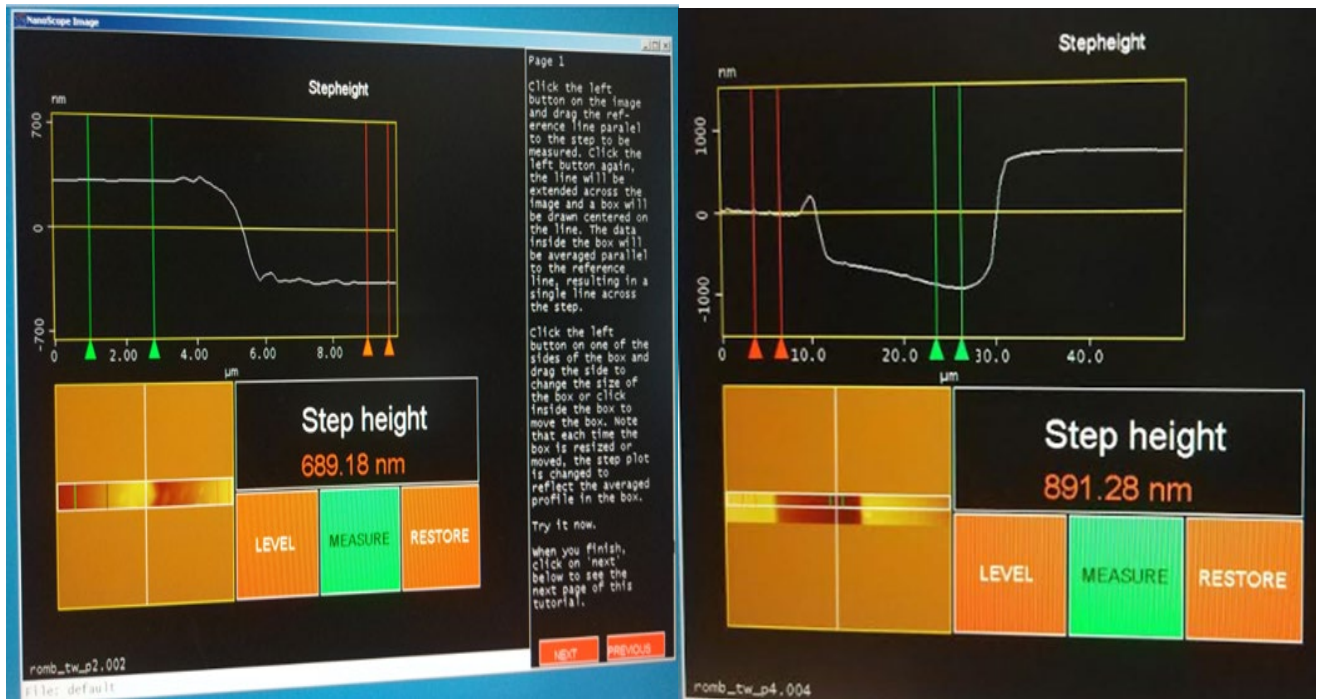 NanoScope Image
Stepheight
nm
700
0
-700
0
2.00
4.00
6.00
8.00
µm
Step height
689.18 nm
LEVEL
MEASURE
RESTORE
romb_tw_p2.002
File: default
Page 1
Click the left
button on the image
and drag the ref-
erence line paralel
to the step to be
measured. Click the
left button again,
the line will be
extended across the
image and a box will
be drawn centered on
the line. The data
inside the box will
be averaged parallel
to the reference
line, resulting in a
single line across
the step.
Click the left
button on one of the
sides of the box and
drag the side to
change the size of
the box or click
inside the box to
move the box. Note
that each time the
box is resized or
moved, the step plot
is changed to
reflect the averaged
profile in the box.
Try it now.
When you finish,
click on 'next'
below to see the
next page of this
tutorial.
NEXT
PREVIOUS
Stepheight
nm
1000
0
-1000
0
10.0
20.0
30.0
40.0
µm
Step height
891.28 nm
LEVEL
MEASURE
RESTORE
romb_tw_p4.004